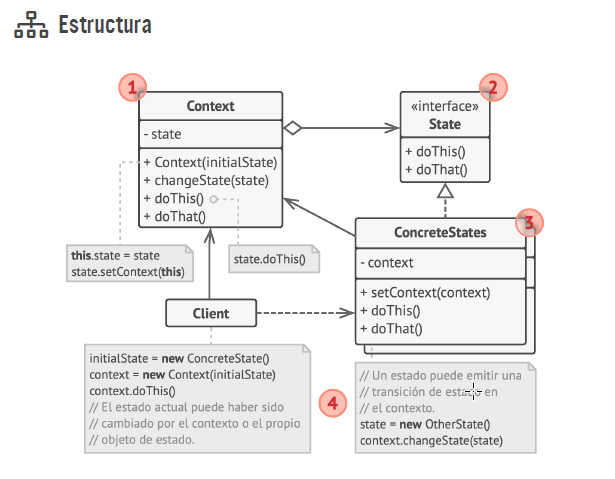 Estructura
1
Context
- state
+ Context(initialState)
+ changeState(state)
+ doThis()
+ doThat()
2
«interface»
State
+ doThis()
+ doThat()
this.state = state
state.setContext(this)
state.doThis()
3
ConcreteStates
- context
+ setContext(context)
+ doThis()
+ doThat()
Client
initialState = new ConcreteState()
context = new Context(initialState)
context.doThis()
// El estado actual puede haber sido
// cambiado por el contexto o el propio
// objeto de estado.
4
// Un estado puede emitir una
// transición de estado en
// el contexto.
state = new OtherState()
context.changeState(state)